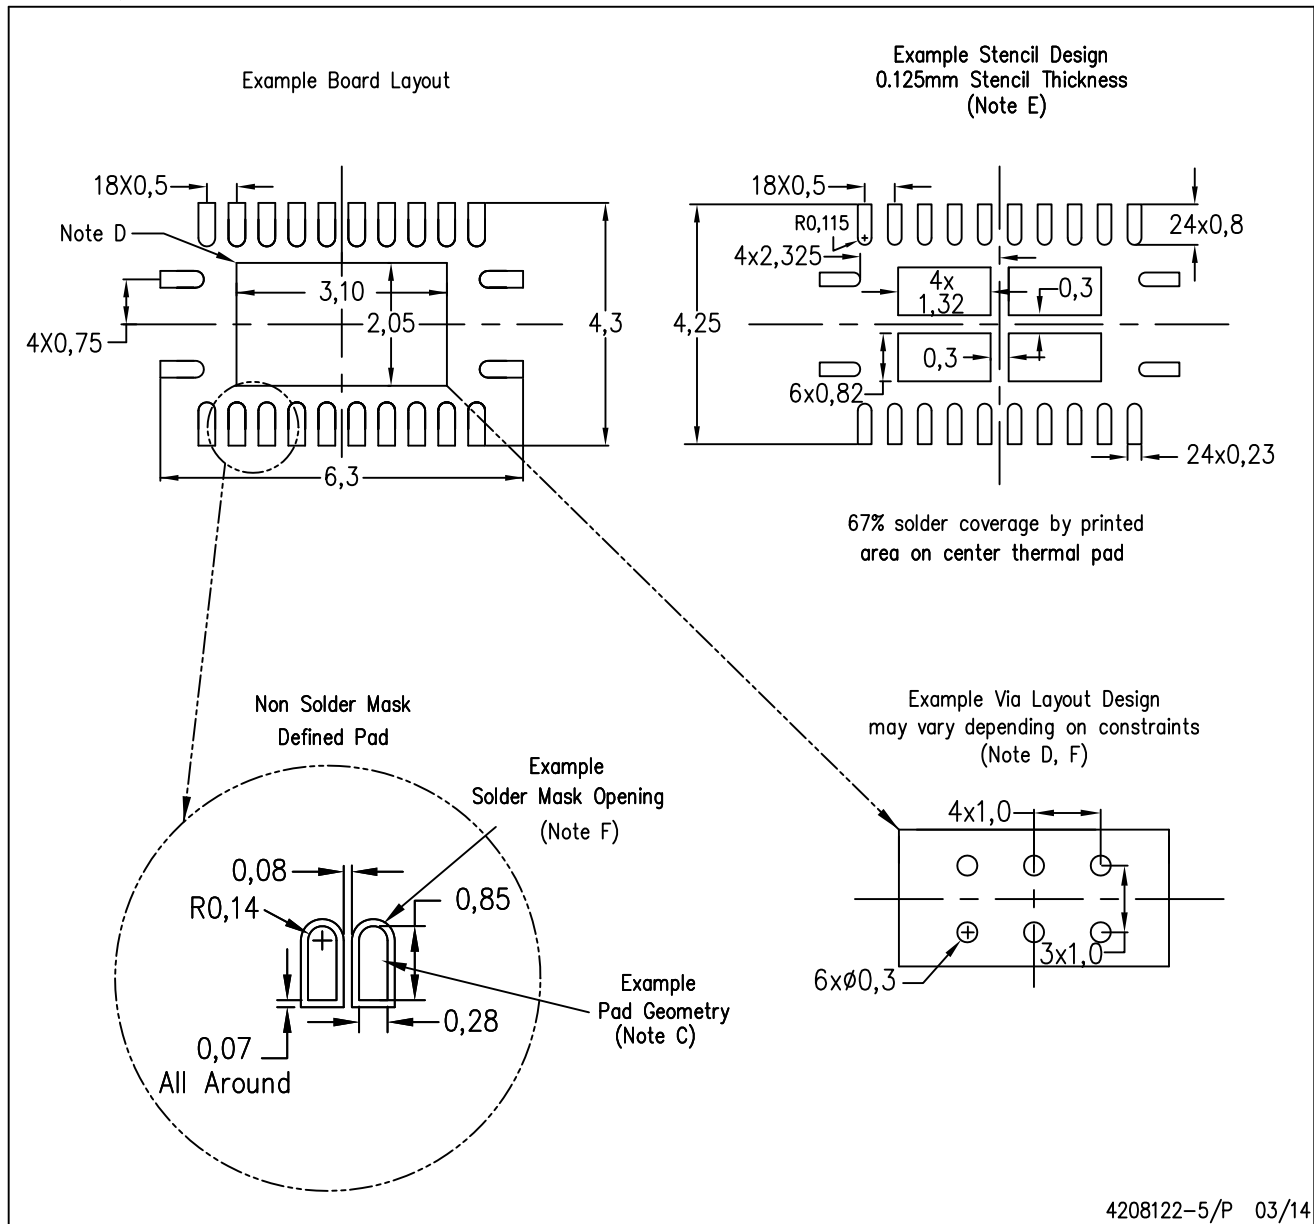 Example Board Layout
18X0,5
Note D
3,10
2,05
4,3
4X0,75
6,3
Example Stencil Design
0.125mm Stencil Thickness
(Note E)
18X0,5
R0,115
24x0,8
4x2,325
4x
1,32
0,3
4,25
0,3
6x0,82
24x0,23
67% solder coverage by printed
area on center thermal pad
Non Solder Mask
Defined Pad
Example
Solder Mask Opening
(Note F)
0,08
R0,14
0,85
Example
Pad Geometry
(Note C)
0,28
0,07
All Around
Example Via Layout Design
may vary depending on constraints
(Note D, F)
4x1,0
3x1,0
6xø0,3
4208122-5/P 03/14